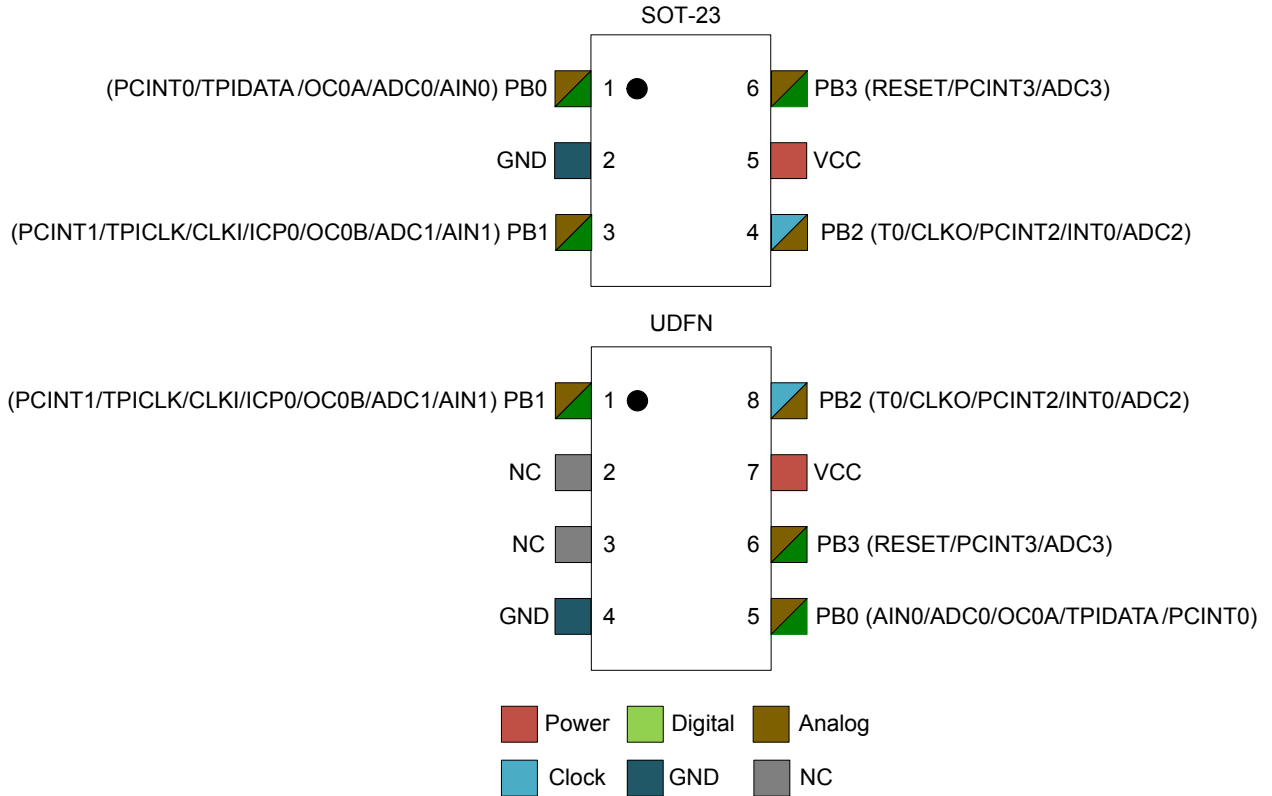 SOT-23
(PCINT0/TPIDATA /OC0A/ADC0/AIN0) PB0 1 6 PB3 (RESET/PCINT3/ADC3)
GND 2 5 VCC
(PCINT1/TPICLK/CLKI/ICP0/OC0B/ADC1/AIN1) PB1 3 4 PB2 (T0/CLKO/PCINT2/INT0/ADC2)
UDFN
(PCINT1/TPICLK/CLKI/ICP0/OC0B/ADC1/AIN1) PB1 1 8 PB2 (T0/CLKO/PCINT2/INT0/ADC2)
NC 2 7 VCC
NC 3 6 PB3 (RESET/PCINT3/ADC3)
GND 4 5 PB0 (AIN0/ADC0/OC0A/TPIDATA /PCINT0)
Power Digital Analog
Clock GND NC